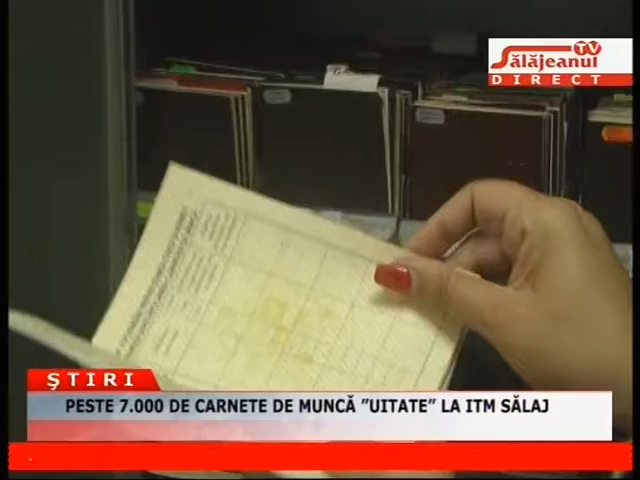 TV
Sălăjeanul
DIRECT
ŞTIRI
PESTE 7.000 DE CARNETE DE MUNCĂ ”UITATE” LA ITM SĂLAJ